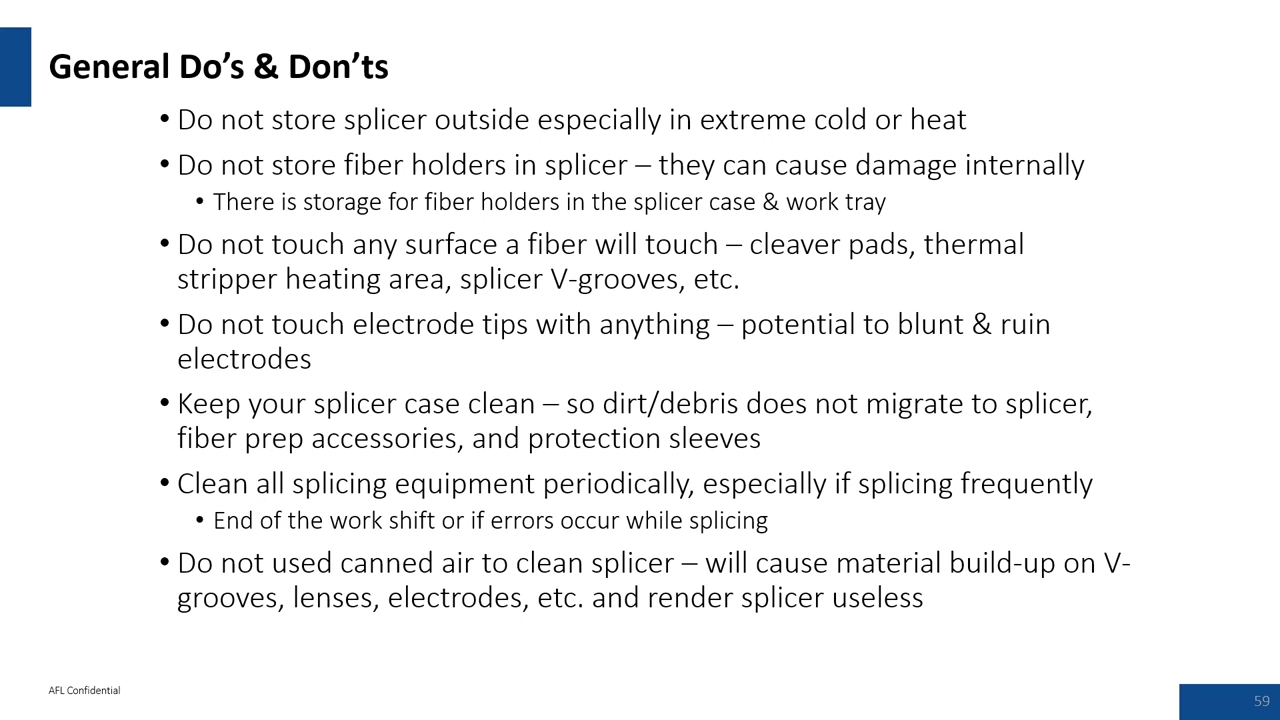 General Do’s & Don’ts
• Do not store splicer outside especially in extreme cold or heat
• Do not store fiber holders in splicer – they can cause damage internally
• There is storage for fiber holders in the splicer case & work tray
• Do not touch any surface a fiber will touch – cleaver pads, thermal
stripper heating area, splicer V-grooves, etc.
• Do not touch electrode tips with anything – potential to blunt & ruin
electrodes
• Keep your splicer case clean – so dirt/debris does not migrate to splicer,
fiber prep accessories, and protection sleeves
• Clean all splicing equipment periodically, especially if splicing frequently
• End of the work shift or if errors occur while splicing
• Do not used canned air to clean splicer – will cause material build-up on V-
grooves, lenses, electrodes, etc. and render splicer useless
AFL Confidential
59